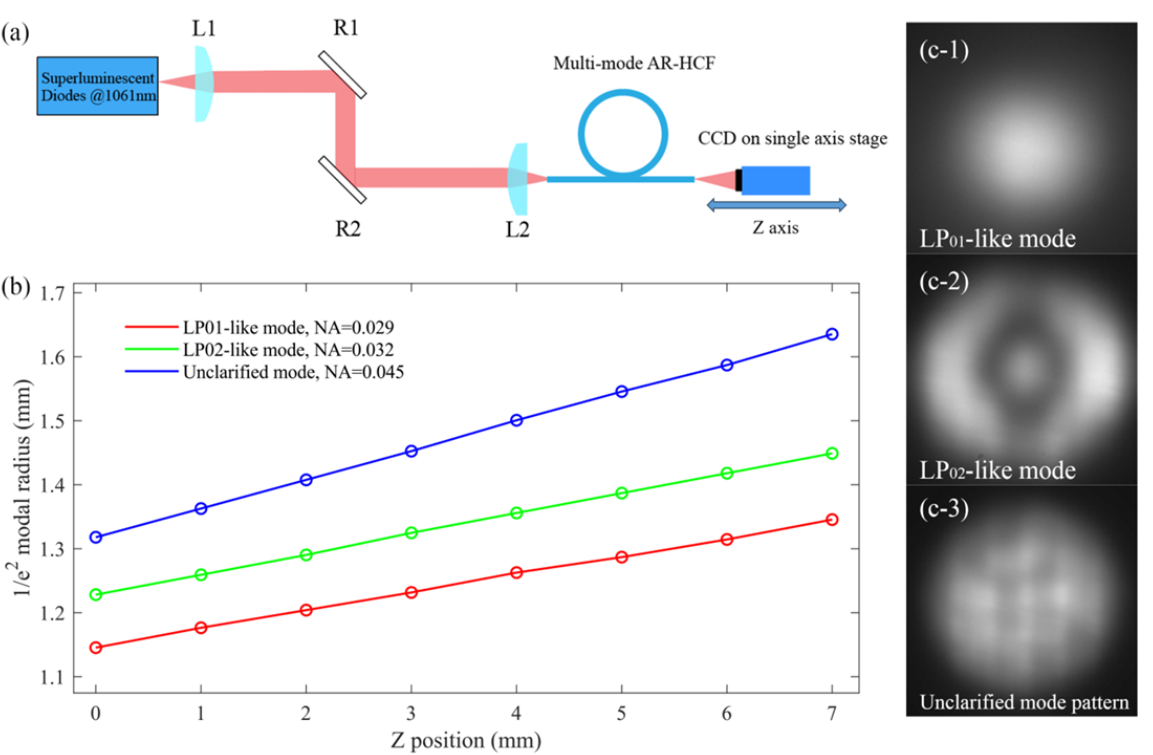 (a)
L1
R1
Superluminescent
Diodes @1061nm
Multi-mode AR-HCF
CCD on single axis stage
R2
L2
Z axis
(b)
1.7
1.6
1.5
1.4
1.3
1.2
1.1
1/e² modal radius (mm)
LP01-like mode, NA=0.029
LP02-like mode, NA=0.032
Unclarified mode, NA=0.045
0 1 2 3 4 5 6 7
Z position (mm)
(c-1)
LP₀₁-like mode
(c-2)
LP₀₂-like mode
(c-3)
Unclarified mode pattern